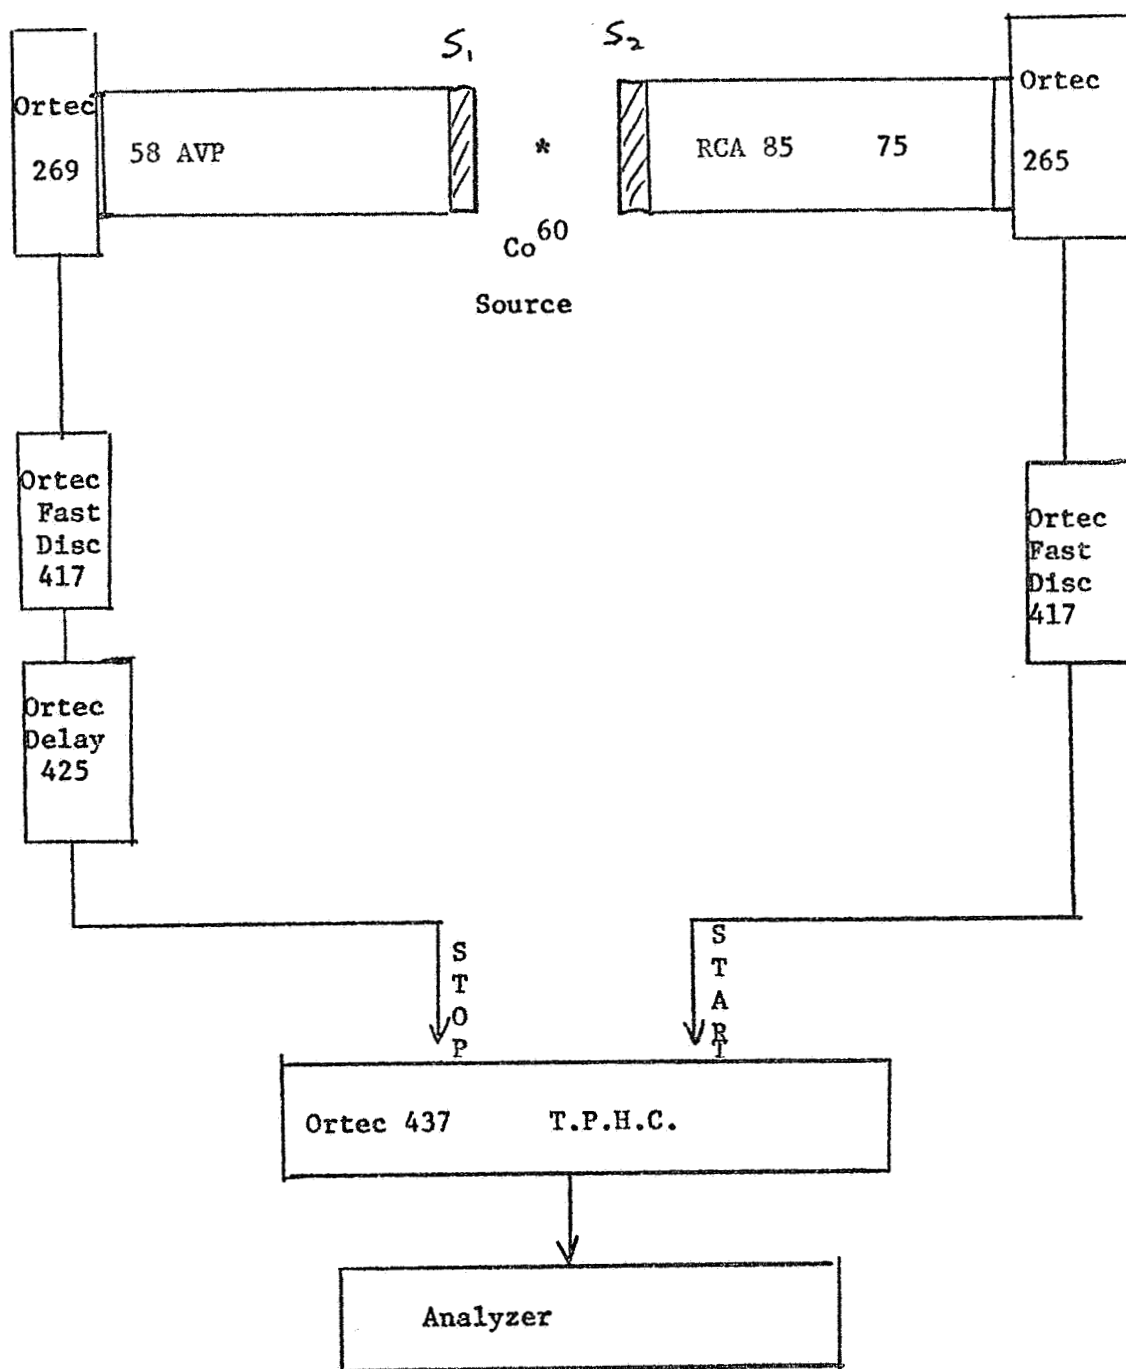 S₁
S₂
Ortec
269
58 AVP
*
RCA 85 75
Ortec
265
Co⁶⁰
Source
Ortec
Fast
Disc
417
Ortec
Delay
425
Ortec
Fast
Disc
417
STOP
START
Ortec 437 T.P.H.C.
Analyzer